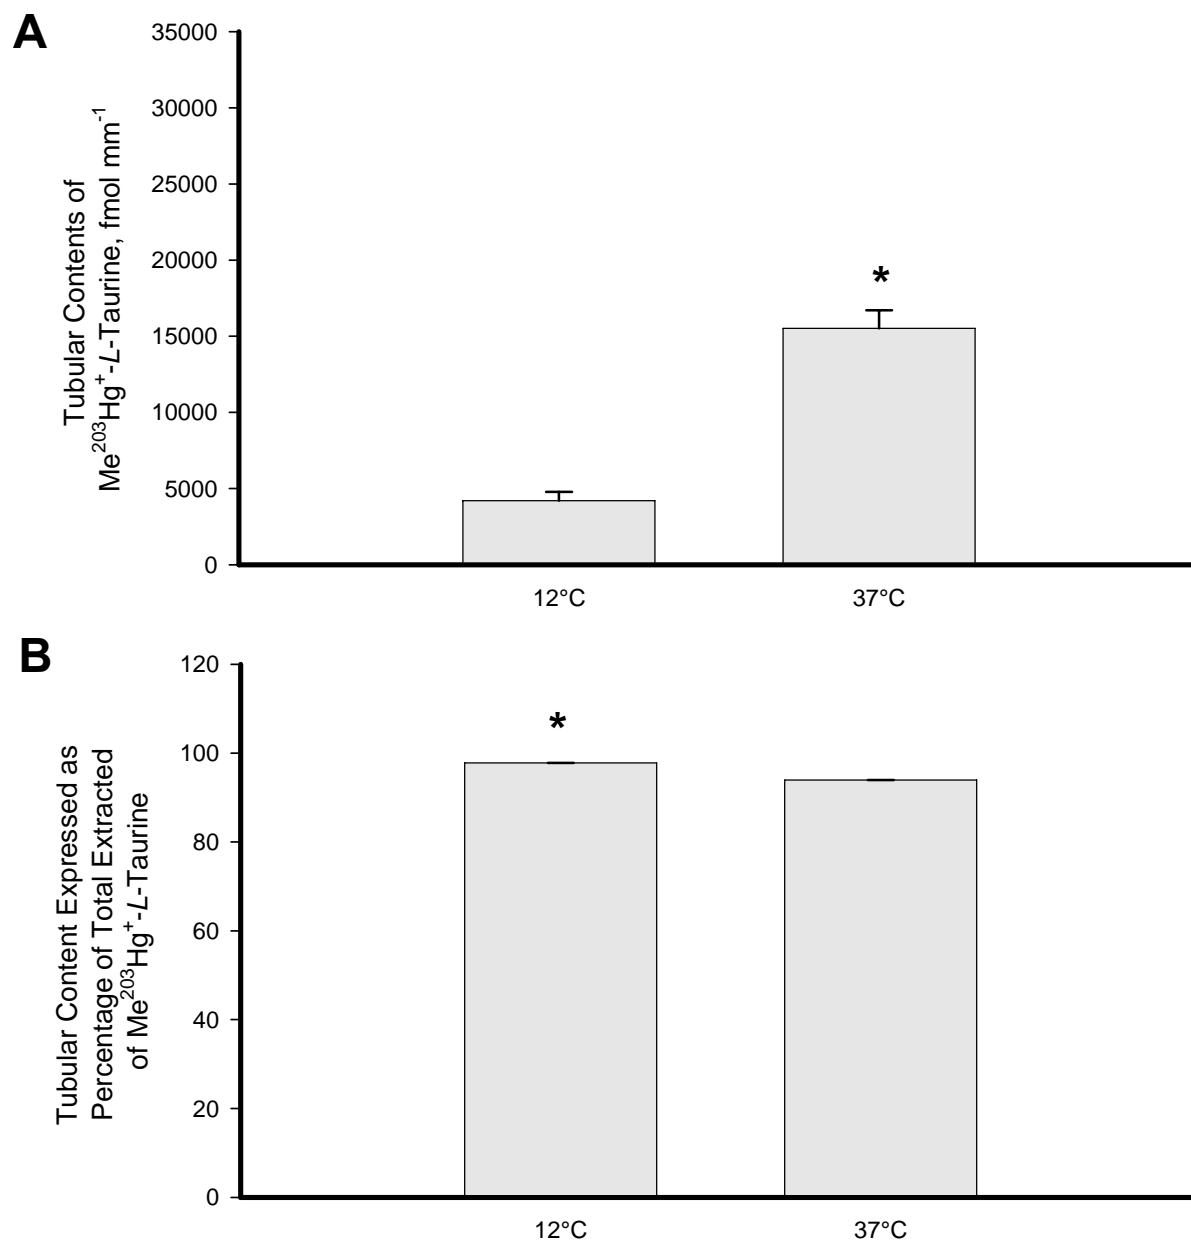 A
35000
30000
25000
20000
15000
10000
5000
0
Tubular Contents of
Me²⁰³Hg⁺-L-Taurine, fmol mm⁻¹
*
12°C
37°C
B
120
100
80
60
40
20
0
Tubular Content Expressed as
Percentage of Total Extracted
of Me²⁰³Hg⁺-L-Taurine
*
12°C
37°C